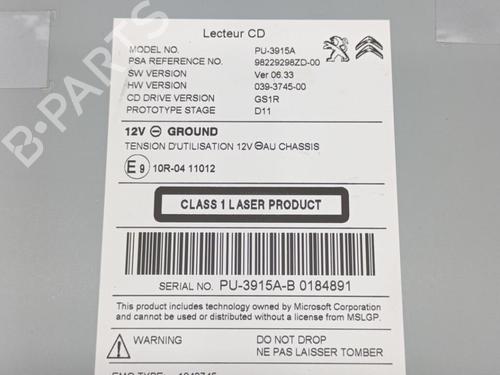 Lecteur CD
MODEL NO. PU-3915A
PSA REFERENCE NO. 98229298ZD-00
SW VERSION Ver 06.33
HW VERSION 039-3745-00
CD DRIVE VERSION GS1R
PROTOTYPE STAGE D11
12V ⊖ GROUND
TENSION D'UTILISATION 12V ⊖AU CHASSIS
E9 10R-04 11012
CLASS 1 LASER PRODUCT
SERIAL NO. PU-3915A-B 0184891
This product includes technology owned by Microsoft Corporation
and cannot be used or distributed without a license from MSLGP.
WARNING DO NOT DROP
NE PAS LAISSER TOMBER
B-PARTS